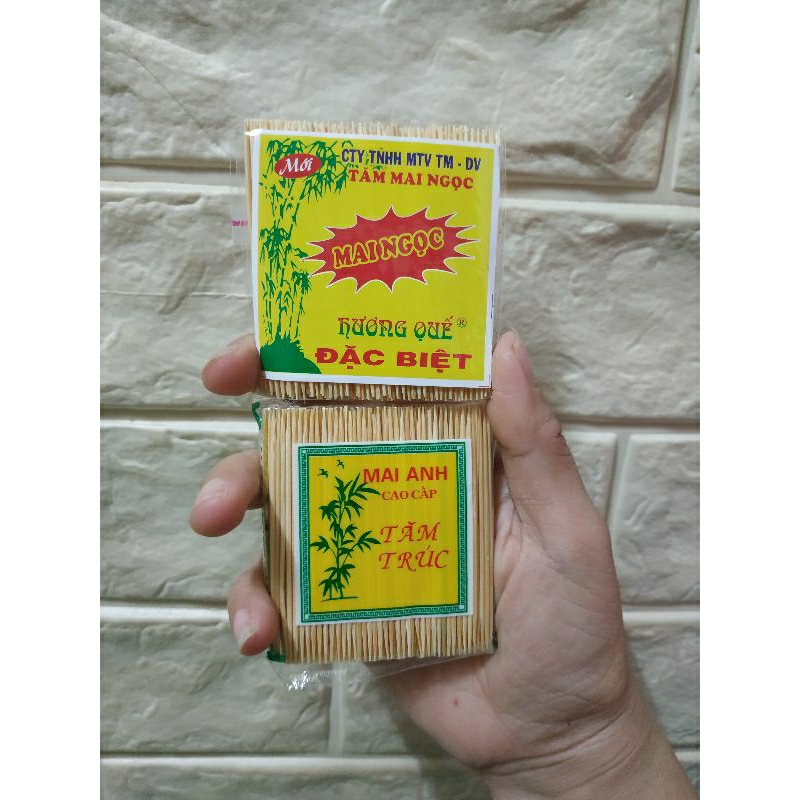 Mới
CTY TNHH MTV TM - DV
TĂM MAI NGỌC
MAI NGỌC
HƯƠNG QUẾ ®
ĐẶC BIỆT
MAI ANH
CAO CẤP
TĂM
TRÚC